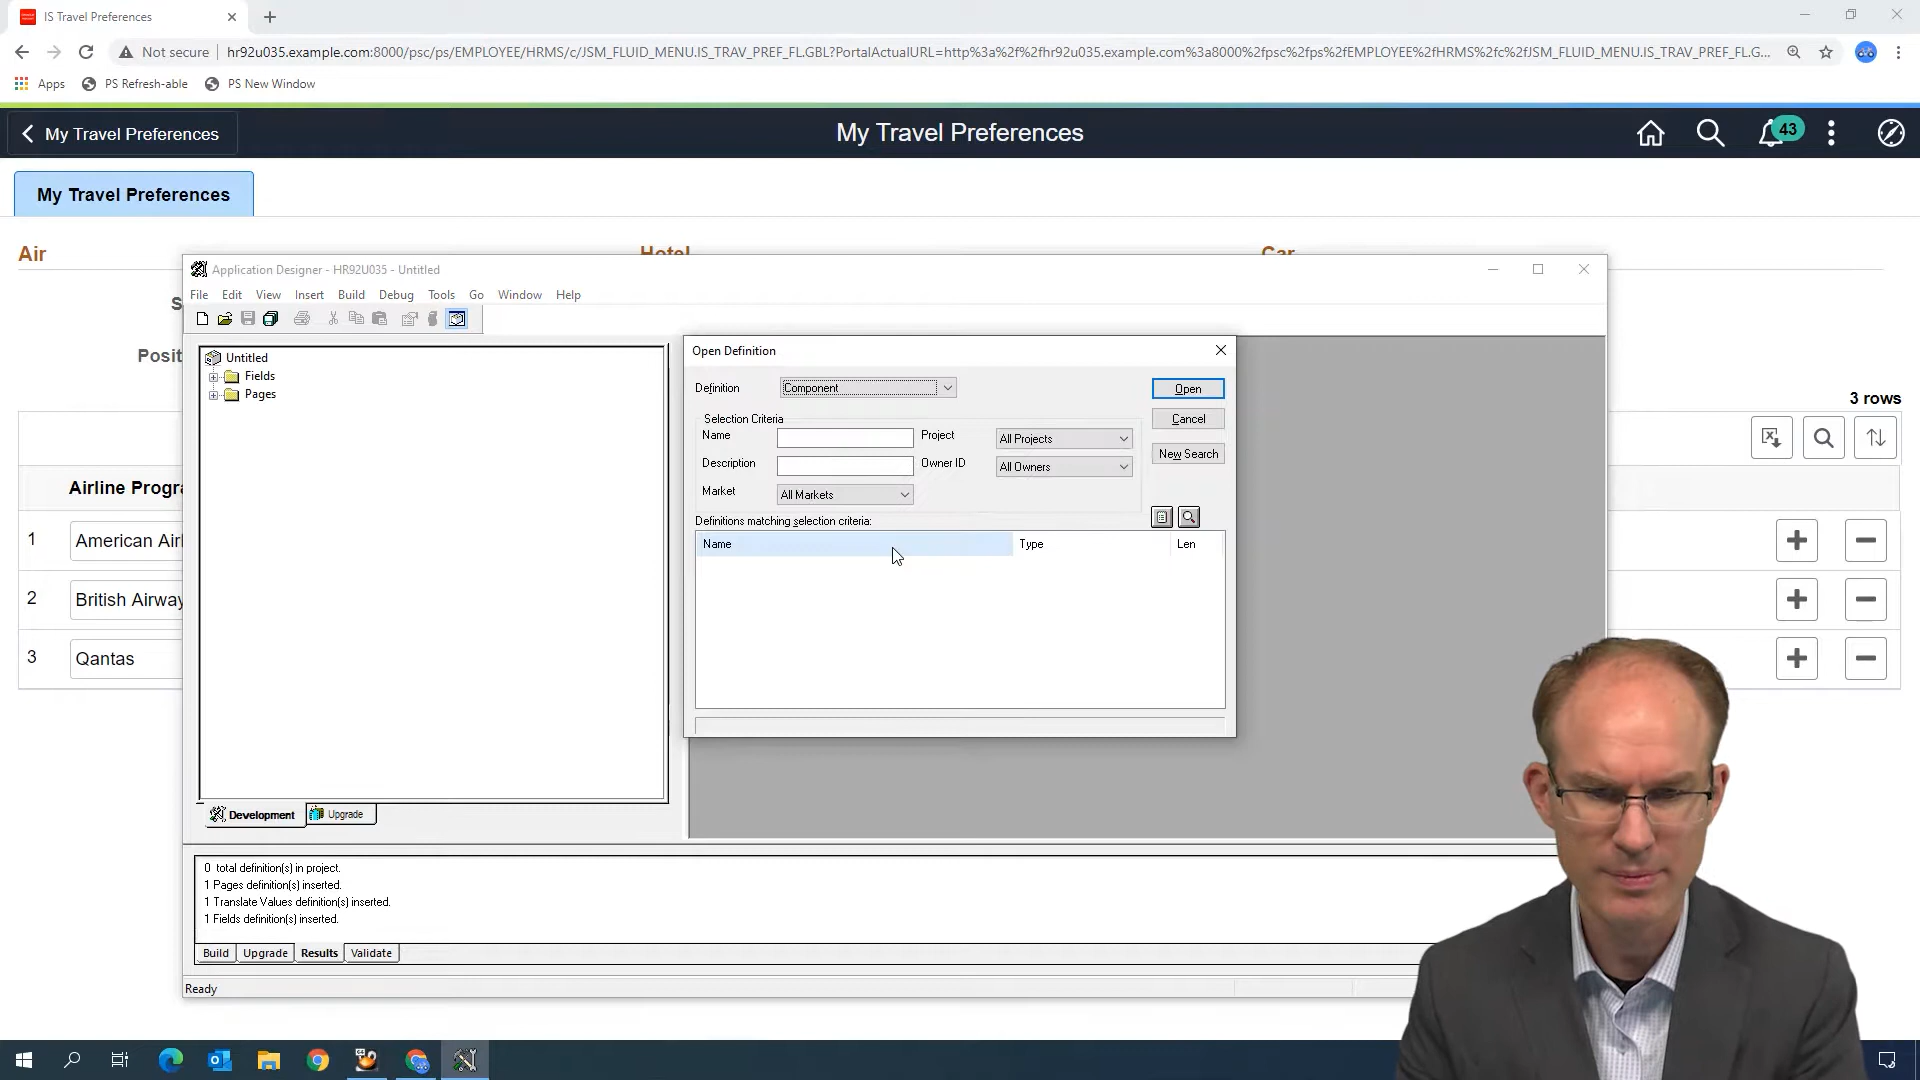 IS Travel Preferences
Not secure hr92u035.example.com:8000/psc/ps/EMPLOYEE/HRMS/c/JSM_FLUID_MENU.IS_TRAV_PREF_FL.GBL?PortalActualURL=http%3a%2f%2fhr92u035.example.com%3a8000%2fpsc%2fps%2fEMPLOYEE%2fHRMS%2fc%2fJSM_FLUID_MENU.IS_TRAV_PREF_FL.G...
Apps PS Refresh-able PS New Window
My Travel Preferences
My Travel Preferences
43
My Travel Preferences
Air Hotel Car
Application Designer - HR92U035 - Untitled
File Edit View Insert Build Debug Tools Go Window Help
S
Posit
Untitled
Fields
Pages
Open Definition
Definition Component Open
Selection Criteria Cancel
Name Project All Projects
New Search
Description Owner ID All Owners
Market All Markets
Definitions matching selection criteria:
Name Type Len
3 rows
Airline Progra
1 American Airl
2 British Airway
3 Qantas
Development Upgrade
0 total definition(s) in project.
1 Pages definition(s) inserted.
1 Translate Values definition(s) inserted.
1 Fields definition(s) inserted.
Build Upgrade Results Validate
Ready